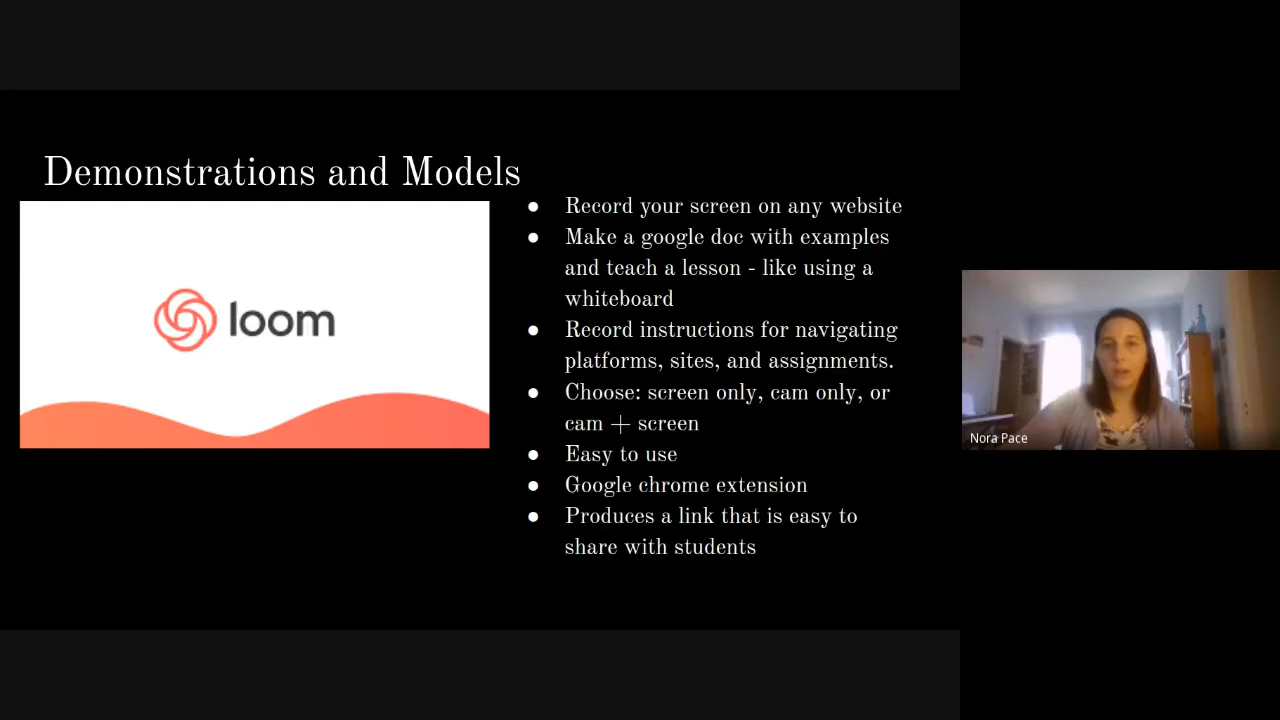 Demonstrations and Models
loom
● Record your screen on any website
● Make a google doc with examples
and teach a lesson - like using a
whiteboard
● Record instructions for navigating
platforms, sites, and assignments.
● Choose: screen only, cam only, or
cam + screen
● Easy to use
● Google chrome extension
● Produces a link that is easy to
share with students
Nora Pace